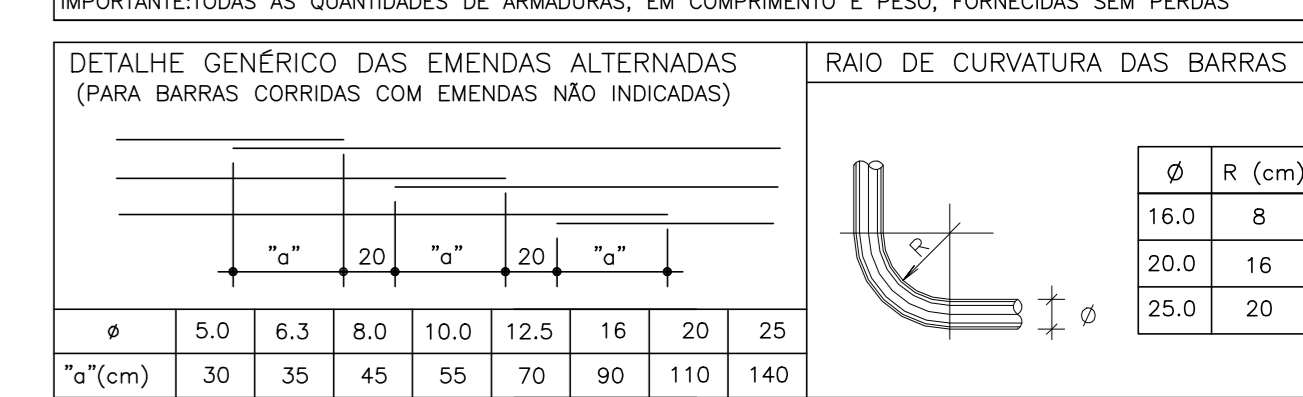 IMPORTANTE:TODAS AS QUANTIDADES DE ARMADURAS, EM COMPRIMENTO E PESO, FORNECIDAS SEM PERDAS
DETALHE GENÉRICO DAS EMENDAS ALTERNADAS
(PARA BARRAS CORRIDAS COM EMENDAS NÃO INDICADAS)
"a" 20 "a" 20 "a"
ø 5.0 6.3 8.0 10.0 12.5 16 20 25
"a"(cm) 30 35 45 55 70 90 110 140
RAIO DE CURVATURA DAS BARRAS
R
Ø
Ø R (cm)
16.0 8
20.0 16
25.0 20